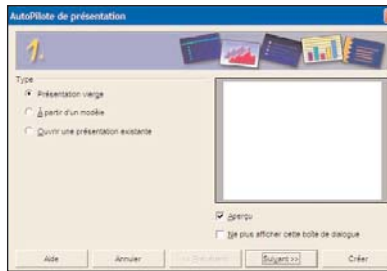 AutoPilote de présentation
1.
Type
Présentation vierge
À partir d'un modèle
Ouvrir une présentation existante
Aperçu
Ne plus afficher cette boîte de dialogue
Aide
Annuler
Suivant >>
Créer